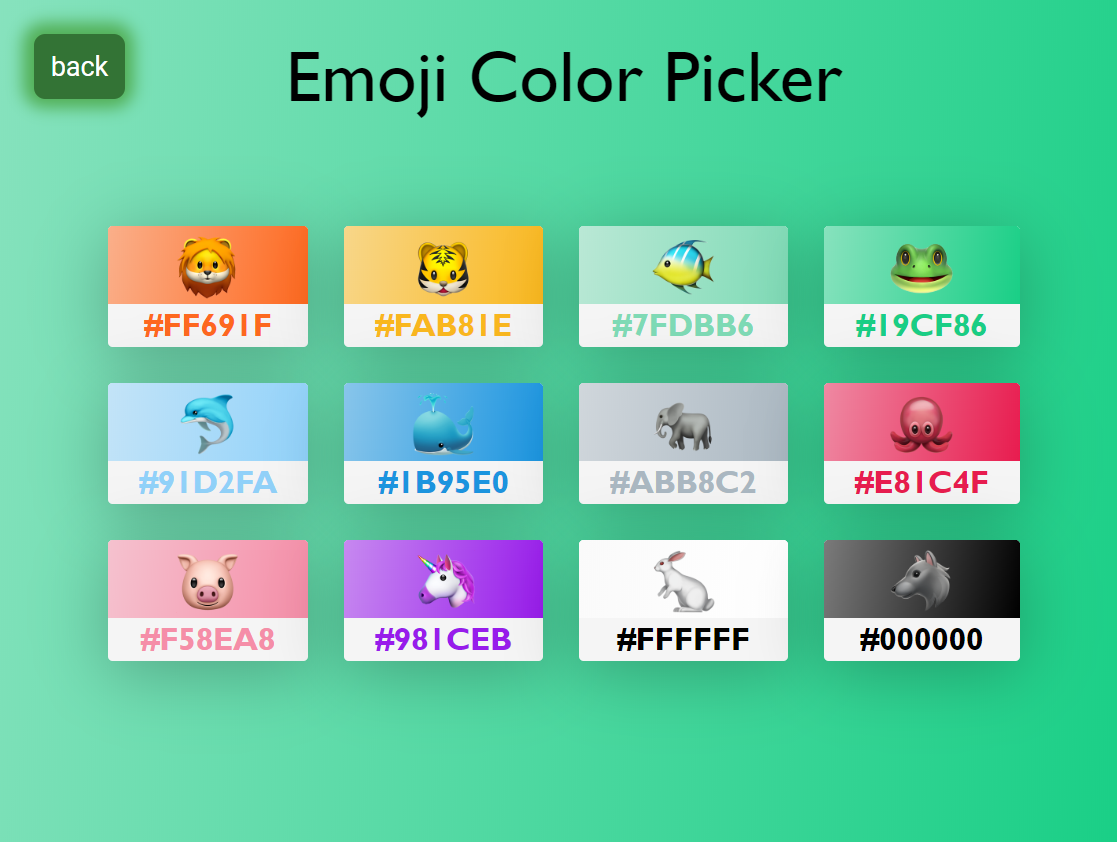 back
Emoji Color Picker
#FF691F
#FAB81E
#7FDBB6
#19CF86
#91D2FA
#1B95E0
#ABB8C2
#E81C4F
#F58EA8
#981CEB
#FFFFFF
#000000